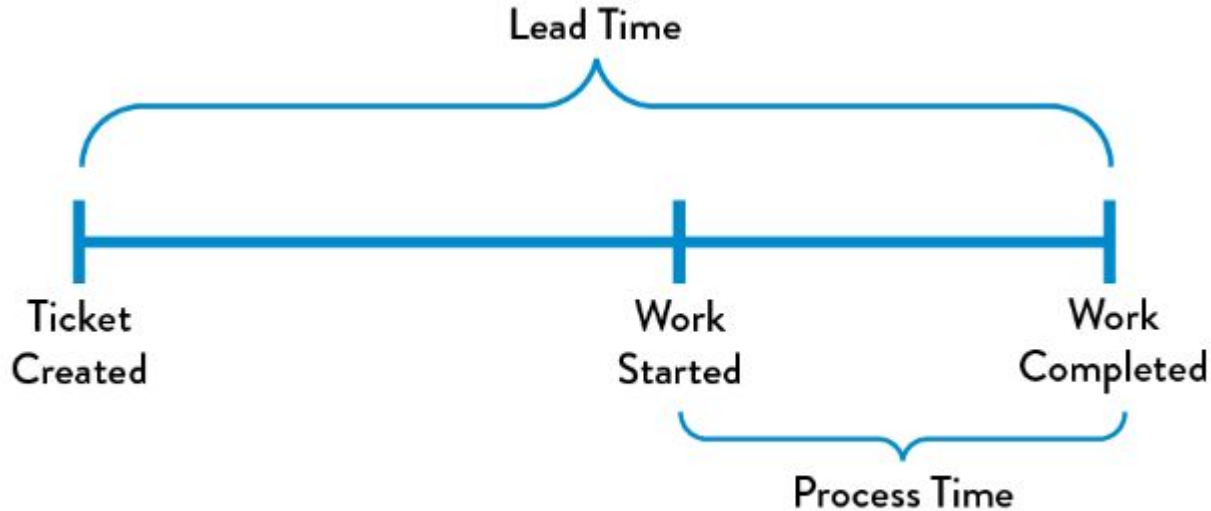 Lead Time
Ticket
Created
Work
Started
Work
Completed
Process Time